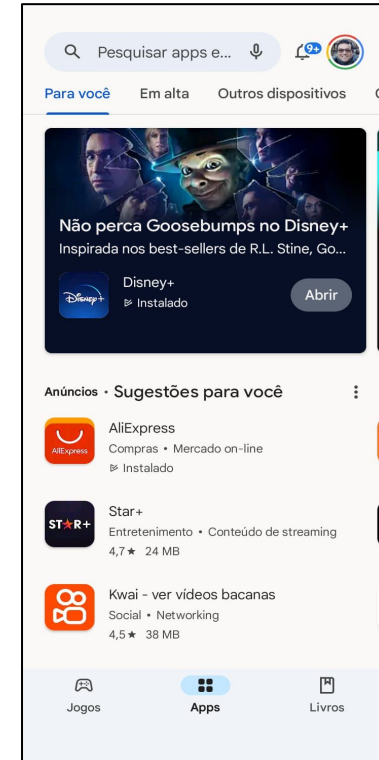 Pesquisar apps e...
9+
Para você Em alta Outros dispositivos
Não perca Goosebumps no Disney+
Inspirada nos best-sellers de R.L. Stine, Go...
Disney+
Disney+
Instalado
Abrir
Anúncios • Sugestões para você
AliExpress
AliExpress
Compras • Mercado on-line
Instalado
STAR+
Star+
Entretenimento • Conteúdo de streaming
4,7★ 24 MB
Kwai - ver vídeos bacanas
Social • Networking
4,5★ 38 MB
Jogos Apps Livros